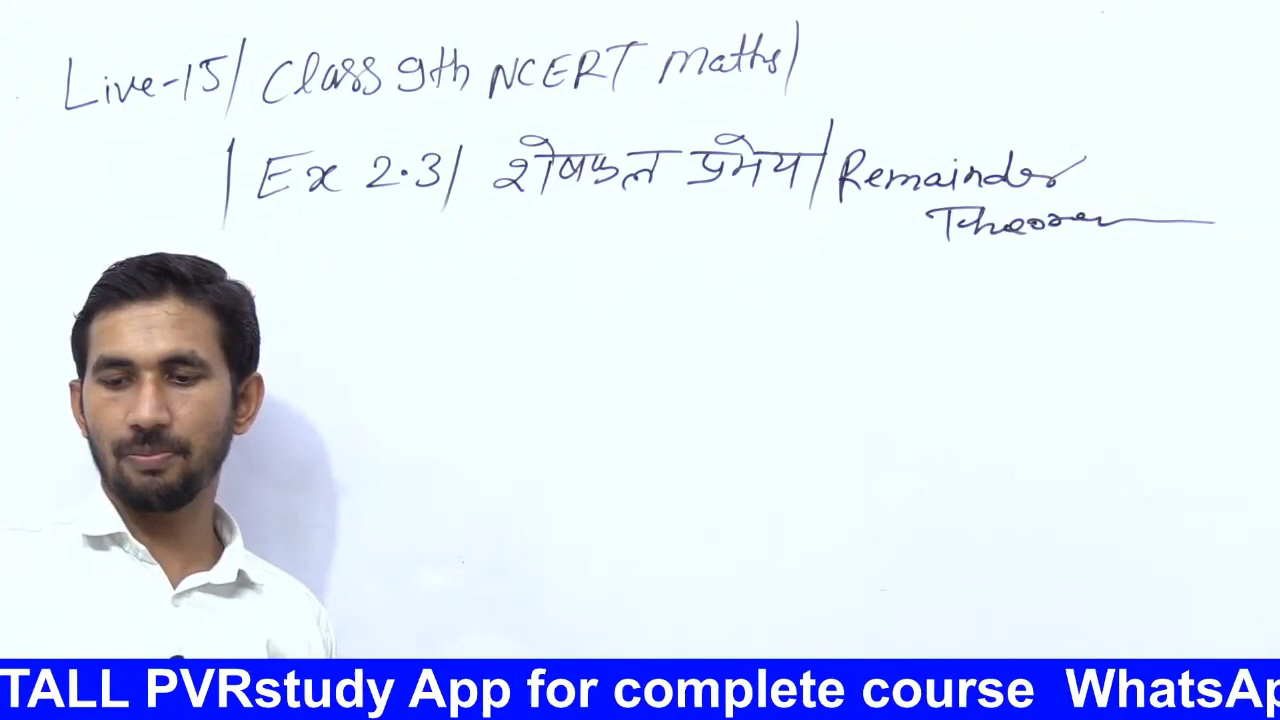 Live-15/ Class 9th NCERT Maths/
/ Ex 2.3/ शेषफल प्रमेय/ Remainder
Theorem
TALL PVRstudy App for complete course WhatsAp